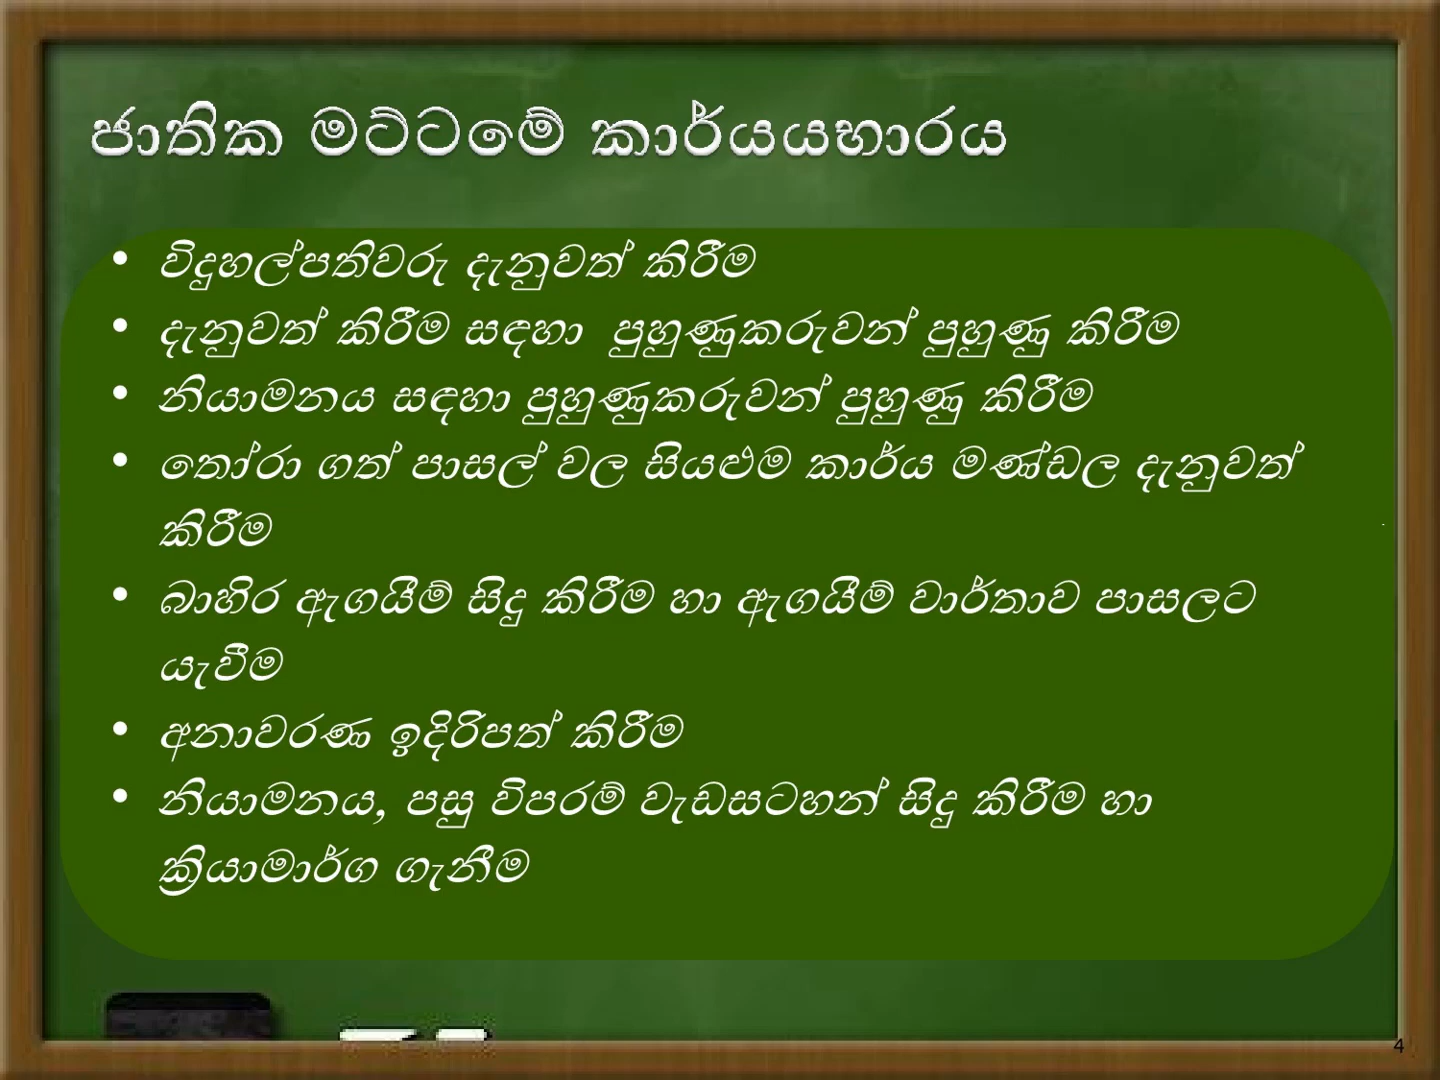 ජාතික මට්ටමේ කාර්යයභාරය
• විදුහල්පතිවරු දැනුවත් කිරීම
• දැනුවත් කිරීම සඳහා  පුහුණුකරුවන් පුහුණු කිරීම
• නියාමනය සඳහා පුහුණුකරුවන් පුහුණු කිරීම
• තෝරා ගත් පාසල් වල සියළුම කාර්ය මණ්ඩල දැනුවත්
කිරීම
• බාහිර ඇගයීම් සිදු කිරීම හා ඇගයීම් වාර්තාව පාසලට
යැවීම
• අනාවරණ ඉදිරිපත් කිරීම
• නියාමනය, පසු විපරම් වැඩසටහන් සිදු කිරීම හා
ක්‍රියාමාර්ග ගැනීම
4